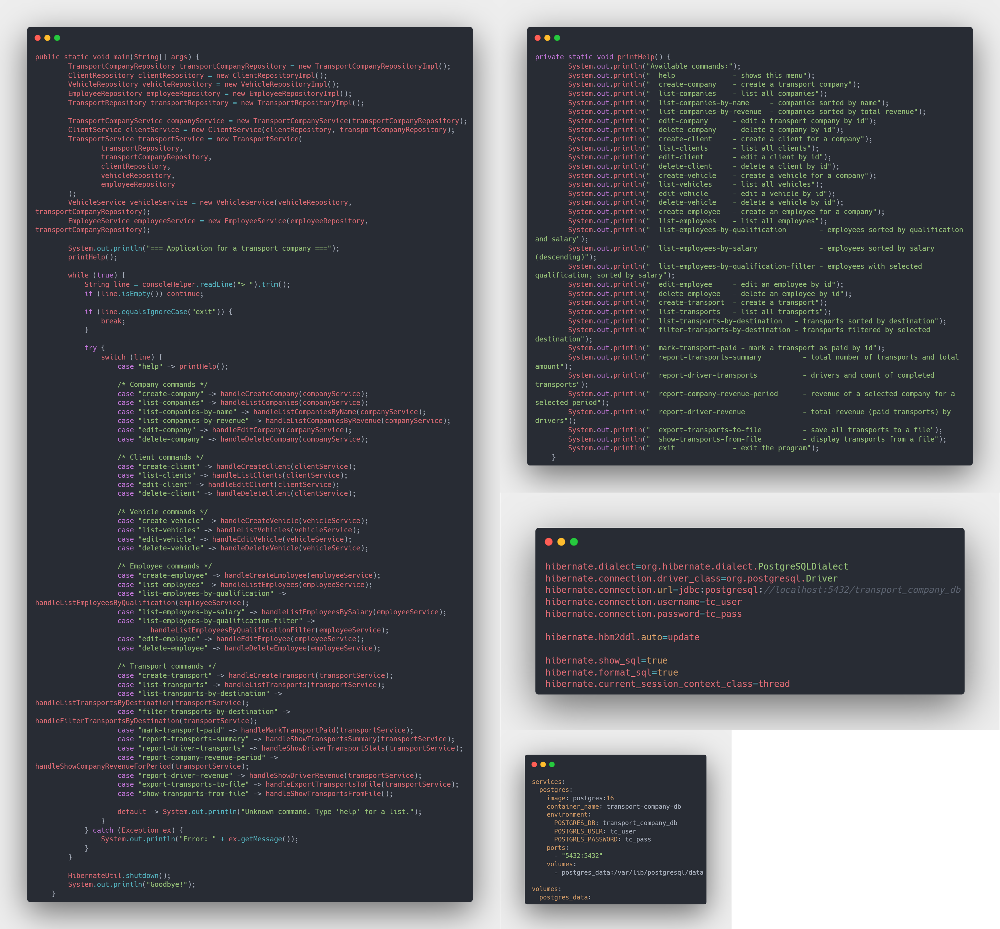 public static void main(String[] args) {
        TransportCompanyRepository transportCompanyRepository = new TransportCompanyRepositoryImpl();
        ClientRepository clientRepository = new ClientRepositoryImpl();
        VehicleRepository vehicleRepository = new VehicleRepositoryImpl();
        EmployeeRepository employeeRepository = new EmployeeRepositoryImpl();
        TransportRepository transportRepository = new TransportRepositoryImpl();

        TransportCompanyService companyService = new TransportCompanyService(transportCompanyRepository);
        ClientService clientService = new ClientService(clientRepository, transportCompanyRepository);
        TransportService transportService = new TransportService(
                transportRepository,
                transportCompanyRepository,
                clientRepository,
                vehicleRepository,
                employeeRepository
        );
        VehicleService vehicleService = new VehicleService(vehicleRepository,
transportCompanyRepository);
        EmployeeService employeeService = new EmployeeService(employeeRepository,
transportCompanyRepository);

        System.out.println("=== Application for a transport company ===");
        printHelp();

        while (true) {
            String line = consoleHelper.readLine("> ").trim();
            if (line.isEmpty()) continue;

            if (line.equalsIgnoreCase("exit")) {
                break;
            }

            try {
                switch (line) {
                    case "help" -> printHelp();

                    /* Company commands */
                    case "create-company" -> handleCreateCompany(companyService);
                    case "list-companies" -> handleListCompanies(companyService);
                    case "list-companies-by-name" -> handleListCompaniesByName(companyService);
                    case "list-companies-by-revenue" -> handleListCompaniesByRevenue(companyService);
                    case "edit-company" -> handleEditCompany(companyService);
                    case "delete-company" -> handleDeleteCompany(companyService);

                    /* Client commands */
                    case "create-client" -> handleCreateClient(clientService);
                    case "list-clients" -> handleListClients(clientService);
                    case "edit-client" -> handleEditClient(clientService);
                    case "delete-client" -> handleDeleteClient(clientService);

                    /* Vehicle commands */
                    case "create-vehicle" -> handleCreateVehicle(vehicleService);
                    case "list-vehicles" -> handleListVehicles(vehicleService);
                    case "edit-vehicle" -> handleEditVehicle(vehicleService);
                    case "delete-vehicle" -> handleDeleteVehicle(vehicleService);

                    /* Employee commands */
                    case "create-employee" -> handleCreateEmployee(employeeService);
                    case "list-employees" -> handleListEmployees(employeeService);
                    case "list-employees-by-qualification" ->
handleListEmployeesByQualification(employeeService);
                    case "list-employees-by-salary" -> handleListEmployeesBySalary(employeeService);
                    case "list-employees-by-qualification-filter" ->
                            handleListEmployeesByQualificationFilter(employeeService);
                    case "edit-employee" -> handleEditEmployee(employeeService);
                    case "delete-employee" -> handleDeleteEmployee(employeeService);

                    /* Transport commands */
                    case "create-transport" -> handleCreateTransport(transportService);
                    case "list-transports" -> handleListTransports(transportService);
                    case "list-transports-by-destination" ->
handleListTransportsByDestination(transportService);
                    case "filter-transports-by-destination" ->
handleFilterTransportsByDestination(transportService);
                    case "mark-transport-paid" -> handleMarkTransportPaid(transportService);
                    case "report-transports-summary" -> handleShowTransportsSummary(transportService);
                    case "report-driver-transports" -> handleShowDriverTransportStats(transportService);
                    case "report-company-revenue-period" ->
handleShowCompanyRevenueForPeriod(transportService);
                    case "report-driver-revenue" -> handleShowDriverRevenue(transportService);
                    case "export-transports-to-file" -> handleExportTransportsToFile(transportService);
                    case "show-transports-from-file" -> handleShowTransportsFromFile();

                    default -> System.out.println("Unknown command. Type 'help' for a list.");
                }
            } catch (Exception ex) {
                System.out.println("Error: " + ex.getMessage());
            }
        }

        HibernateUtil.shutdown();
        System.out.println("Goodbye!");
    }
private static void printHelp() {
        System.out.println("Available commands:");
        System.out.println("  help              - shows this menu");
        System.out.println("  create-company    - create a transport company");
        System.out.println("  list-companies    - list all companies");
        System.out.println("  list-companies-by-name     - companies sorted by name");
        System.out.println("  list-companies-by-revenue  - companies sorted by total revenue");
        System.out.println("  edit-company      - edit a transport company by id");
        System.out.println("  delete-company    - delete a company by id");
        System.out.println("  create-client     - create a client for a company");
        System.out.println("  list-clients      - list all clients");
        System.out.println("  edit-client       - edit a client by id");
        System.out.println("  delete-client     - delete a client by id");
        System.out.println("  create-vehicle    - create a vehicle for a company");
        System.out.println("  list-vehicles     - list all vehicles");
        System.out.println("  edit-vehicle      - edit a vehicle by id");
        System.out.println("  delete-vehicle    - delete a vehicle by id");
        System.out.println("  create-employee   - create an employee for a company");
        System.out.println("  list-employees    - list all employees");
        System.out.println("  list-employees-by-qualification        - employees sorted by qualification
and salary");
        System.out.println("  list-employees-by-salary               - employees sorted by salary
(descending)");
        System.out.println("  list-employees-by-qualification-filter - employees with selected
qualification, sorted by salary");
        System.out.println("  edit-employee     - edit an employee by id");
        System.out.println("  delete-employee   - delete an employee by id");
        System.out.println("  create-transport  - create a transport");
        System.out.println("  list-transports   - list all transports");
        System.out.println("  list-transports-by-destination   - transports sorted by destination");
        System.out.println("  filter-transports-by-destination - transports filtered by selected
destination");
        System.out.println("  mark-transport-paid - mark a transport as paid by id");
        System.out.println("  report-transports-summary          - total number of transports and total
amount");
        System.out.println("  report-driver-transports           - drivers and count of completed
transports");
        System.out.println("  report-company-revenue-period      - revenue of a selected company for a
selected period");
        System.out.println("  report-driver-revenue              - total revenue (paid transports) by
drivers");
        System.out.println("  export-transports-to-file          - save all transports to a file");
        System.out.println("  show-transports-from-file          - display transports from a file");
        System.out.println("  exit              - exit the program");
    }
hibernate.dialect=org.hibernate.dialect.PostgreSQLDialect
hibernate.connection.driver_class=org.postgresql.Driver
hibernate.connection.url=jdbc:postgresql://localhost:5432/transport_company_db
hibernate.connection.username=tc_user
hibernate.connection.password=tc_pass

hibernate.hbm2ddl.auto=update

hibernate.show_sql=true
hibernate.format_sql=true
hibernate.current_session_context_class=thread
services:
  postgres:
    image: postgres:16
    container_name: transport-company-db
    environment:
      POSTGRES_DB: transport_company_db
      POSTGRES_USER: tc_user
      POSTGRES_PASSWORD: tc_pass
    ports:
      - "5432:5432"
    volumes:
      - postgres_data:/var/lib/postgresql/data

volumes:
  postgres_data: